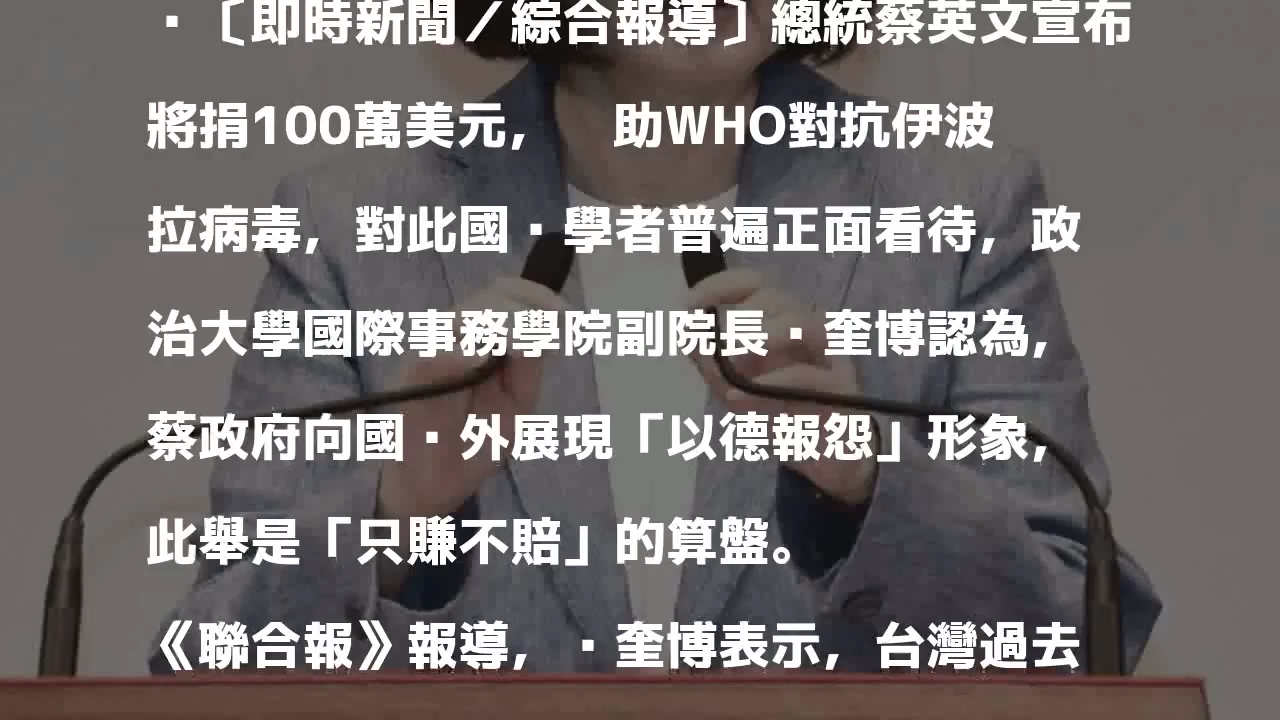 ▪〔即時新聞／綜合報導〕總統蔡英文宣布
將捐100萬美元,　助WHO對抗伊波
拉病毒，對此國▪學者普遍正面看待，政
治大學國際事務學院副院長▪奎博認為,
蔡政府向國▪外展現「以德報怨」形象,
此舉是「只賺不賠」的算盤。
《聯合報》報導,　▪奎博表示，台灣過去